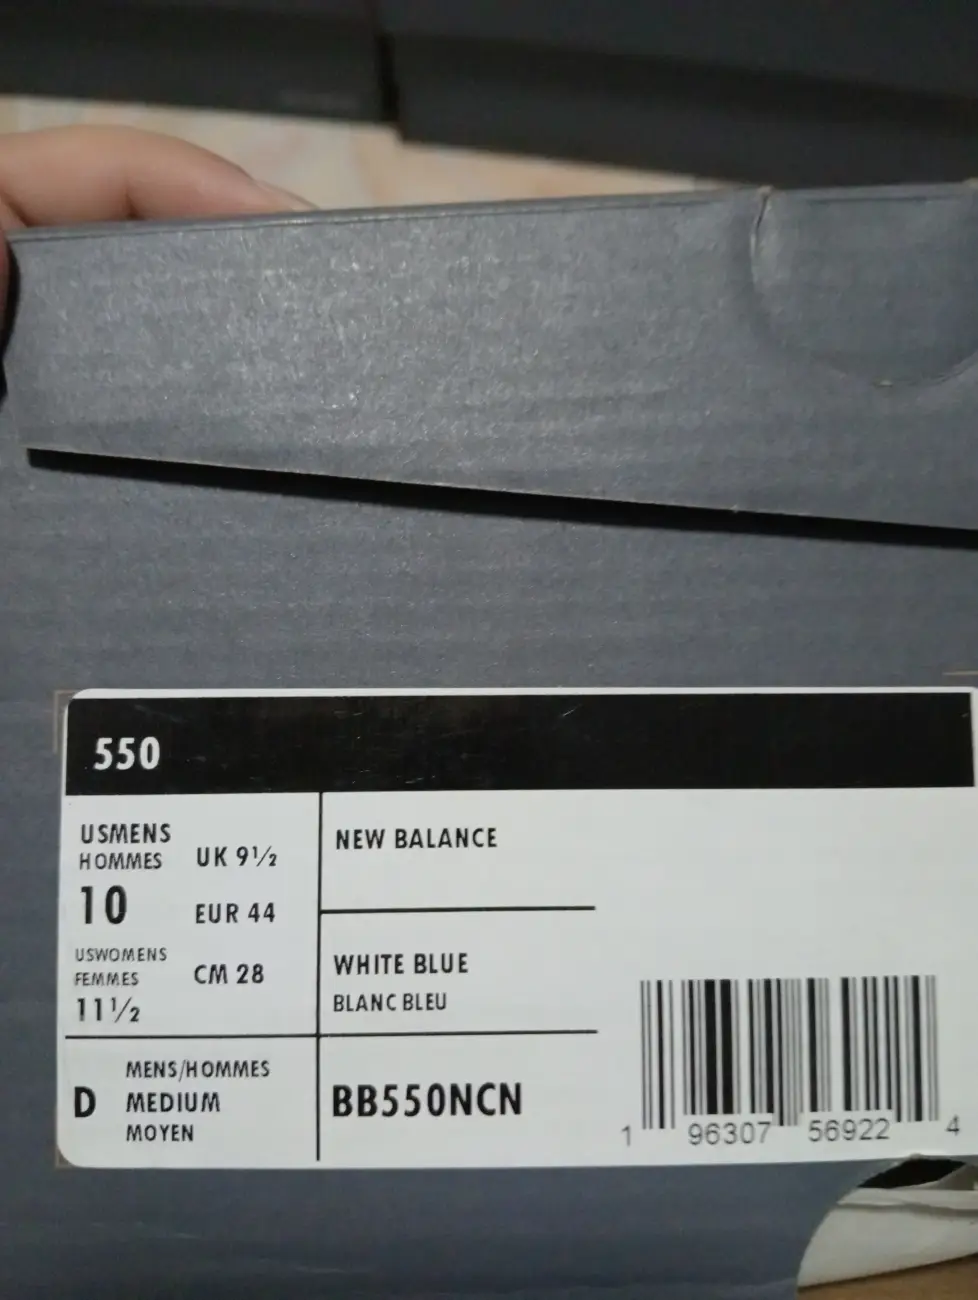 550
USMENS
HOMMES
10
UK 9½
EUR 44
USWOMENS
FEMMES
11½
CM 28
D
MENS/HOMMES
MEDIUM
MOYEN
NEW BALANCE
WHITE BLUE
BLANC BLEU
BB550NCN
1 96307 56922 4